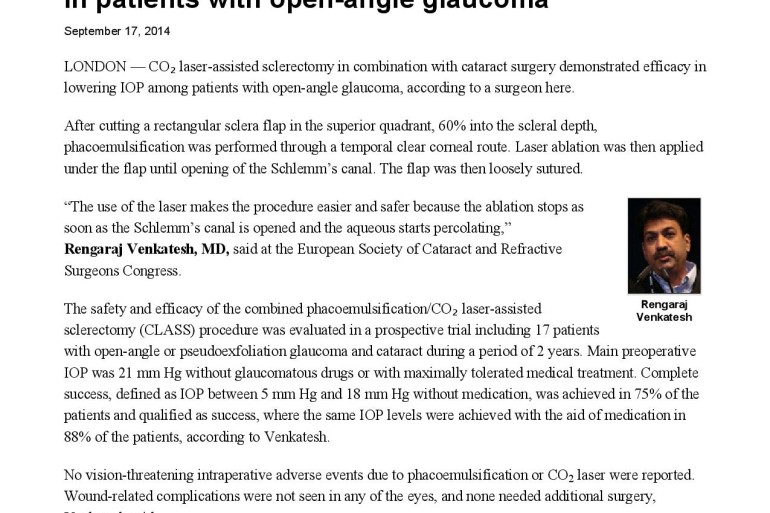 in patients with open-angle glaucoma
September 17, 2014
LONDON — CO₂ laser-assisted sclerectomy in combination with cataract surgery demonstrated efficacy in
lowering IOP among patients with open-angle glaucoma, according to a surgeon here.
After cutting a rectangular sclera flap in the superior quadrant, 60% into the scleral depth,
phacoemulsification was performed through a temporal clear corneal route. Laser ablation was then applied
under the flap until opening of the Schlemm’s canal. The flap was then loosely sutured.
“The use of the laser makes the procedure easier and safer because the ablation stops as
soon as the Schlemm’s canal is opened and the aqueous starts percolating,”
Rengaraj Venkatesh, MD, said at the European Society of Cataract and Refractive
Surgeons Congress.
Rengaraj
Venkatesh
The safety and efficacy of the combined phacoemulsification/CO₂ laser-assisted
sclerectomy (CLASS) procedure was evaluated in a prospective trial including 17 patients
with open-angle or pseudoexfoliation glaucoma and cataract during a period of 2 years. Main preoperative
IOP was 21 mm Hg without glaucomatous drugs or with maximally tolerated medical treatment. Complete
success, defined as IOP between 5 mm Hg and 18 mm Hg without medication, was achieved in 75% of the
patients and qualified as success, where the same IOP levels were achieved with the aid of medication in
88% of the patients, according to Venkatesh.
No vision-threatening intraperative adverse events due to phacoemulsification or CO₂ laser were reported.
Wound-related complications were not seen in any of the eyes, and none needed additional surgery,